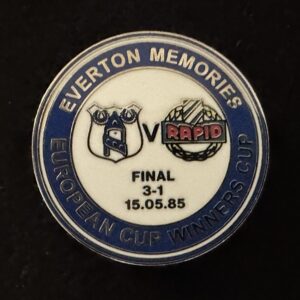 EVERTON MEMORIES
V
RAPID
FINAL
3-1
15.05.85
EUROPEAN CUP WINNERS CUP